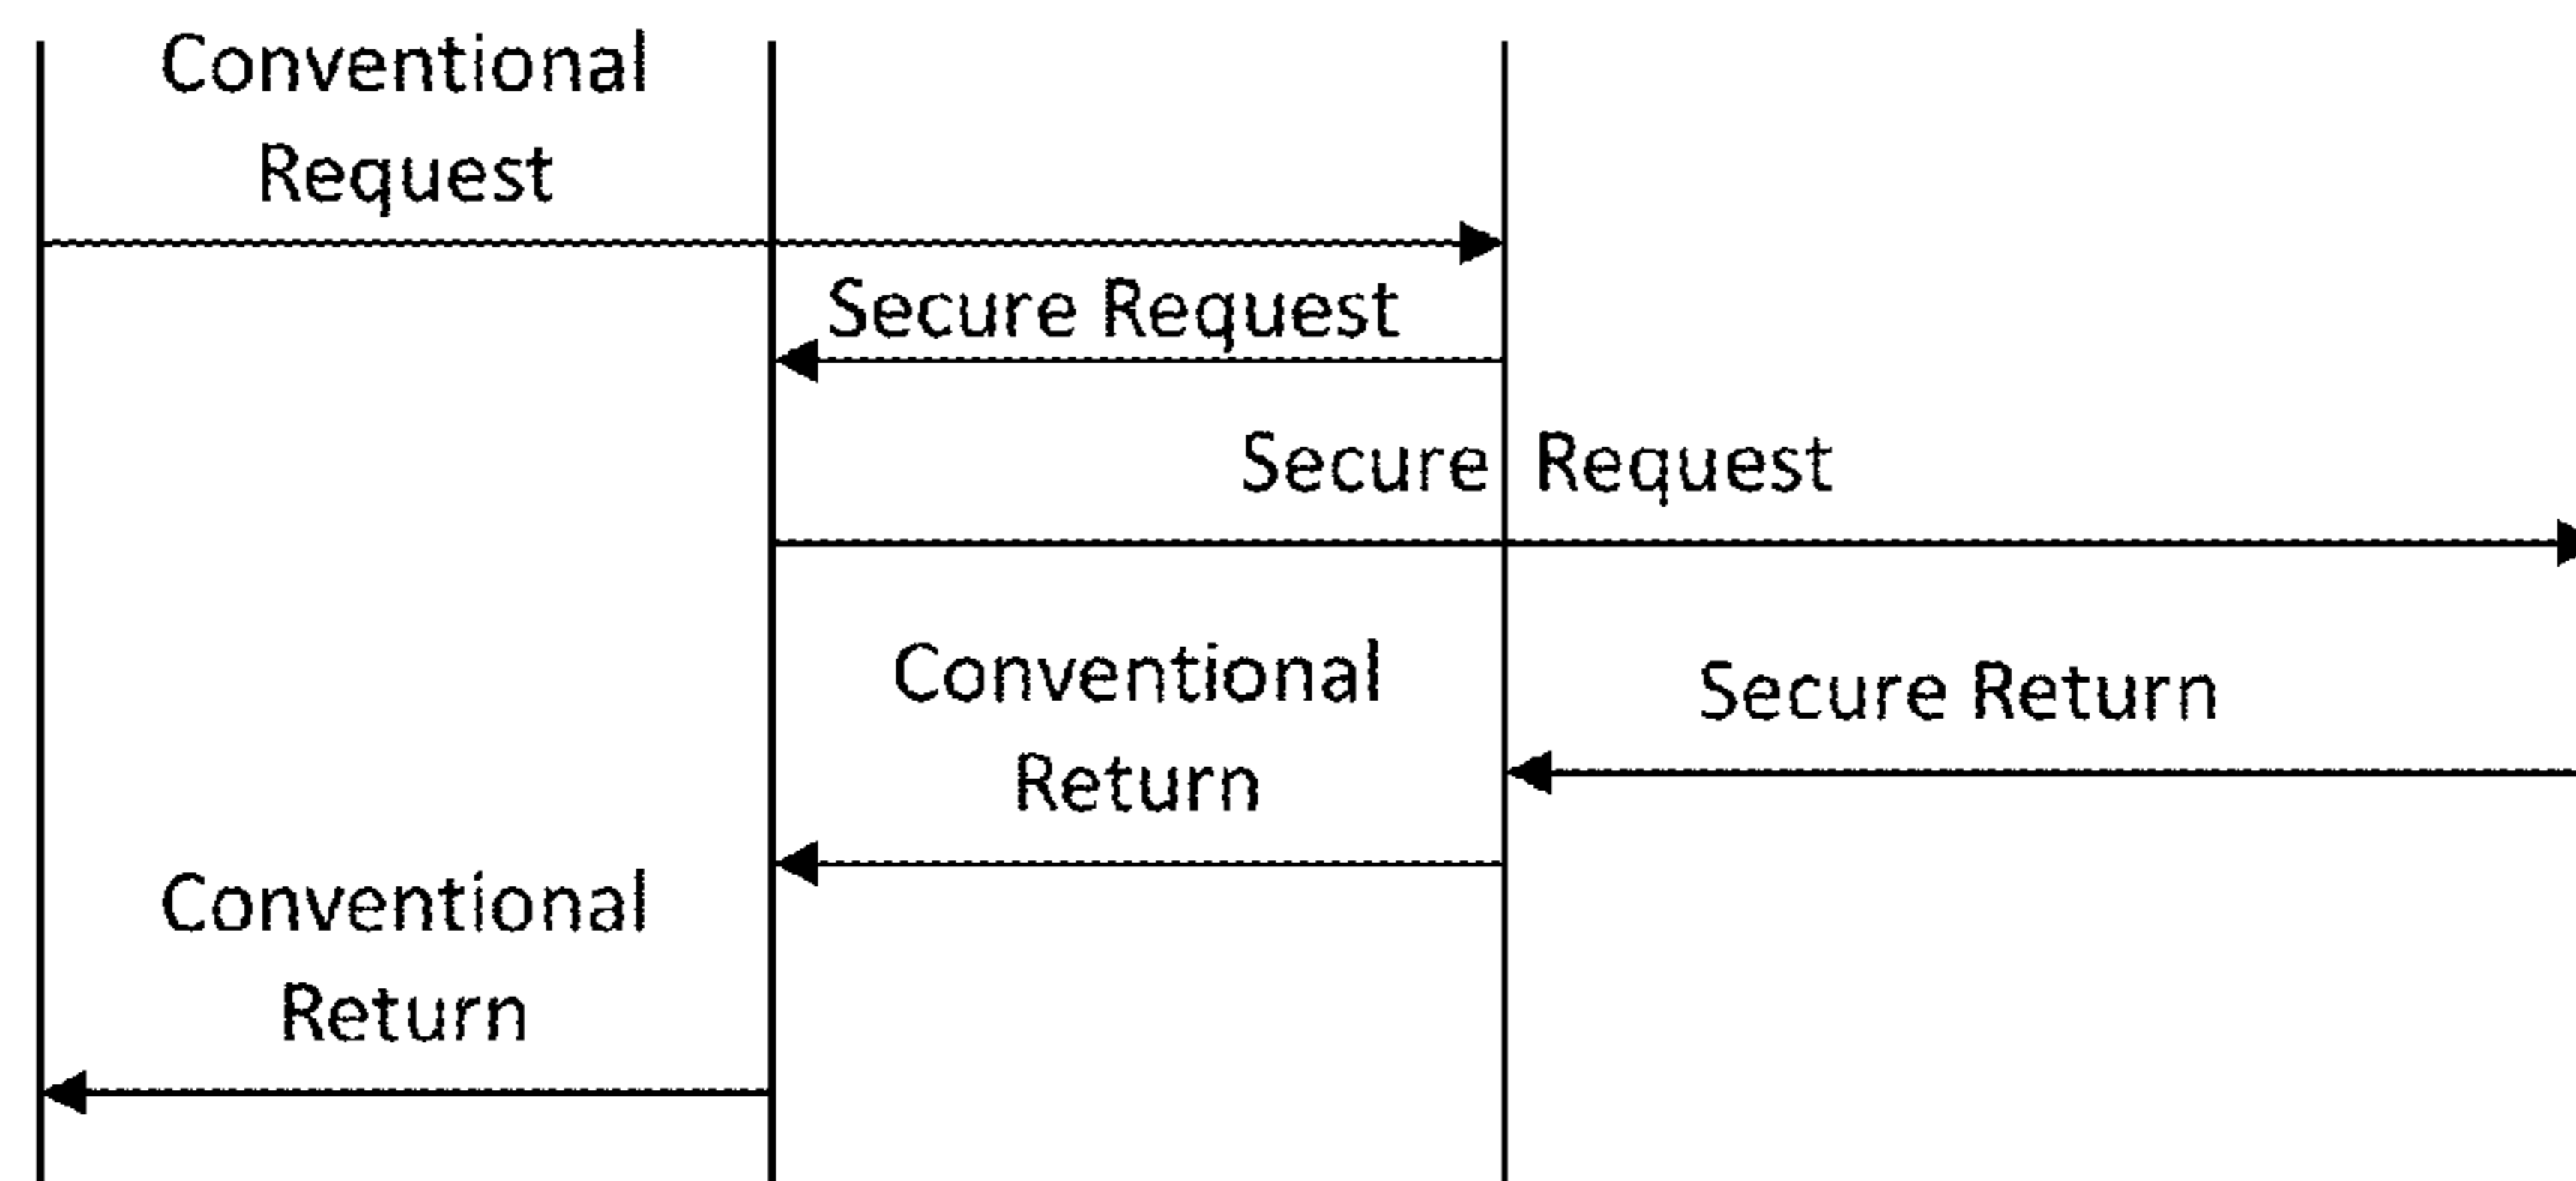 Conventional
Request
Secure Request
Secure Request
Conventional
Return
Secure Return
Conventional
Return